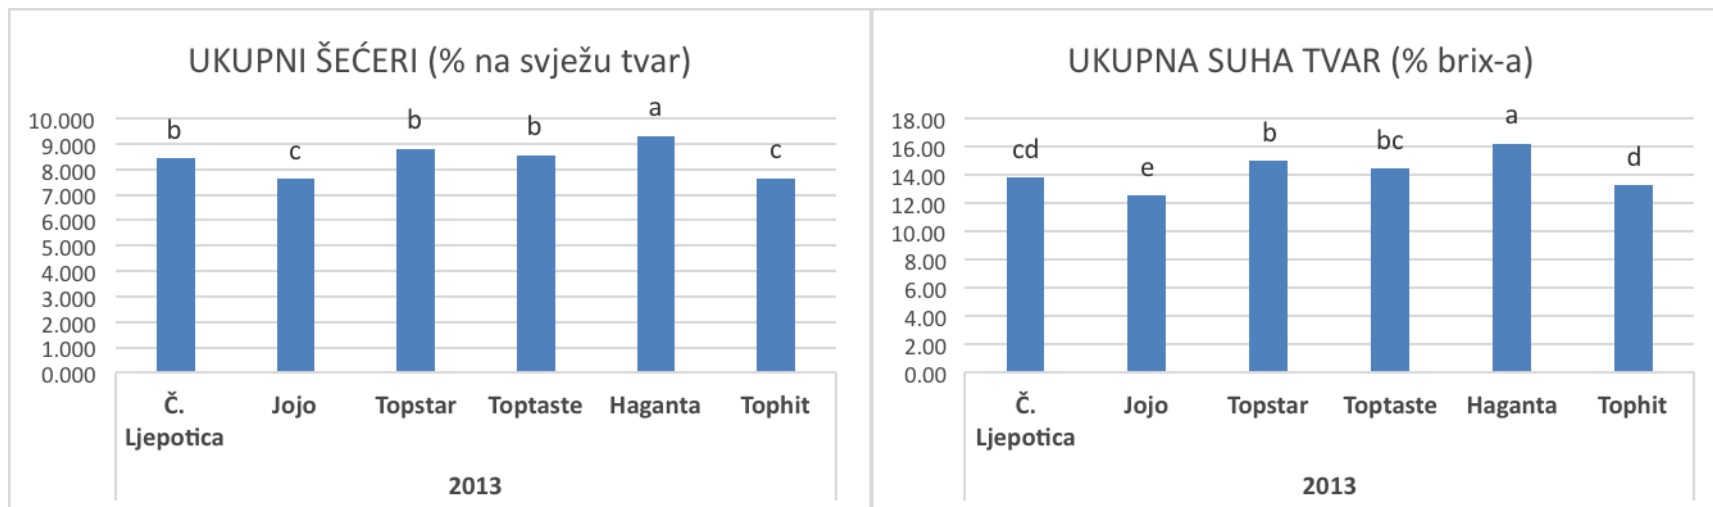 UKUPNI ŠEĆERI (% na svježu tvar)
10.000
9.000
8.000
7.000
6.000
5.000
4.000
3.000
2.000
1.000
0.000
b
c
b
b
a
c
Č. Ljepotica
Jojo
Topstar
Toptaste
Haganta
Tophit
2013
UKUPNA SUHA TVAR (% brix-a)
18.00
16.00
14.00
12.00
10.00
8.00
6.00
4.00
2.00
0.00
cd
e
b
bc
a
d
Č. Ljepotica
Jojo
Topstar
Toptaste
Haganta
Tophit
2013